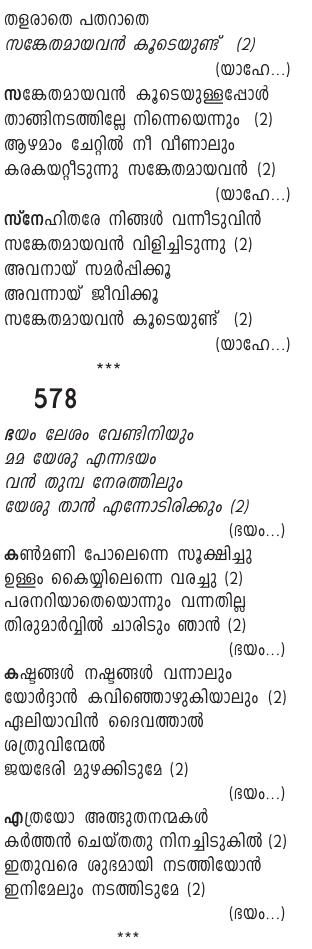 തളരാതെ പതറാതെ
സങ്കേതമായവൻ കൂടെയുണ്ട് (2)
(യാഹേ...)
സങ്കേതമായവൻ കൂടെയുള്ളപ്പോൾ
താങ്ങിനടത്തില്ലേ നിന്നെയെന്നും (2)
ആഴമാം ചേറ്റിൽ നീ വീണാലും
കരകയറ്റീടുന്നു സങ്കേതമായവൻ (2)
(യാഹേ...)
സ്നേഹിതരേ നിങ്ങൾ വന്നീടുവിൻ
സങ്കേതമായവൻ വിളിച്ചിടുന്നു (2)
അവനായ് സമർപ്പിക്കൂ
അവന്നായ് ജീവിക്കൂ
സങ്കേതമായവൻ കൂടെയുണ്ട് (2)
(യാഹേ...)
***
578
ഭയം ലേശം വേണ്ടിനിയും
മമ യേശു എന്നഭയം
വൻ തുമ്പ നേരത്തിലും
യേശു താൻ എന്നോടിരിക്കും (2)
(ഭയം...)
കൺമണി പോലെന്നെ സൂക്ഷിച്ചു
ഉള്ളം കൈയ്യിലെന്നെ വരച്ചു (2)
പരനറിയാതെയൊന്നും വന്നതില്ല
തിരുമാർവ്വിൽ ചാരിടും ഞാൻ (2)
(ഭയം...)
കഷ്ടങ്ങൾ നഷ്ടങ്ങൾ വന്നാലും
യോർദ്ദാൻ കവിഞ്ഞൊഴുകിയാലും (2)
ഏലിയാവിൻ ദൈവത്താൽ
ശത്രുവിന്മേൽ
ജയഭേരി മുഴക്കിടുമേ (2)
(ഭയം...)
എത്രയോ അത്ഭുതനന്മകൾ
കർത്തൻ ചെയ്തതു നിനച്ചിടുകിൽ (2)
ഇതുവരെ ശുഭമായി നടത്തിയോൻ
ഇനിമേലും നടത്തിടുമേ (2)
(ഭയം...)
***